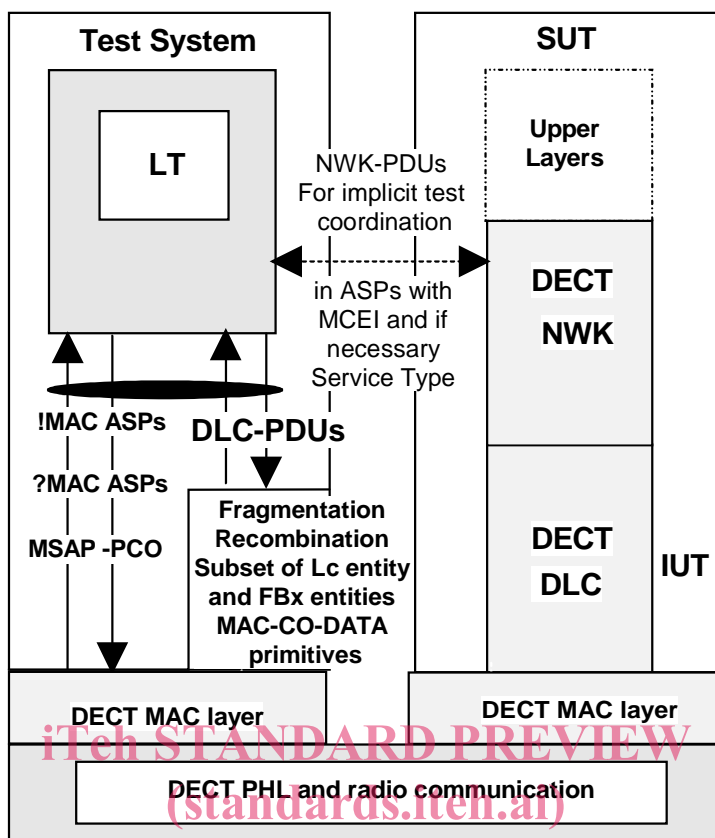 Test System
SUT
LT
Upper
Layers
NWK-PDUs
For implicit test
coordination
in ASPs with
MCEI and if
necessary
Service Type
DECT
NWK
!MAC ASPs
?MAC ASPs
MSAP -PCO
DLC-PDUs
Fragmentation
Recombination
Subset of Lc entity
and FBx entities
MAC-CO-DATA
primitives
DECT
DLC
IUT
DECT MAC layer
DECT MAC layer
iTeh STANDARD PREVIEW
DECT PHL and radio communication
(standards.iteh.ai)